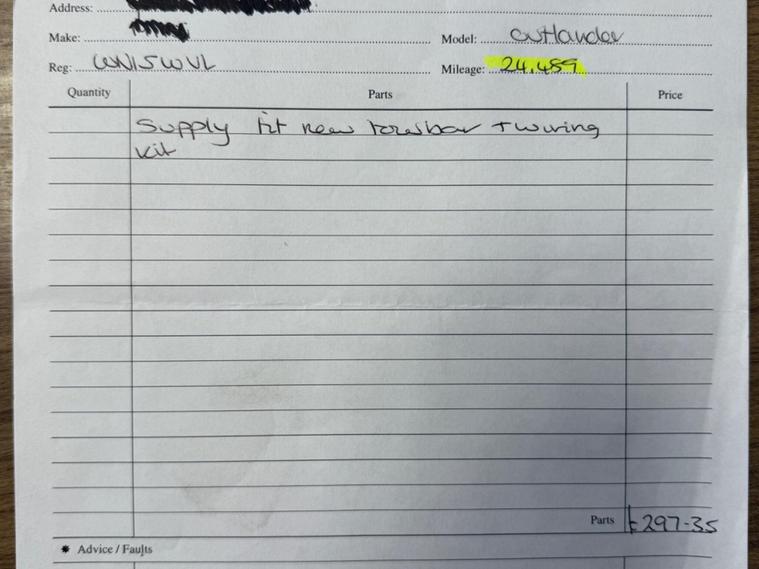 Address:
Make: Model: Outlander
Reg: WN15WVL Mileage: 24,489
Quantity Parts Price
Supply fit new towbar + wiring
kit
Parts £297-35
* Advice / Faults